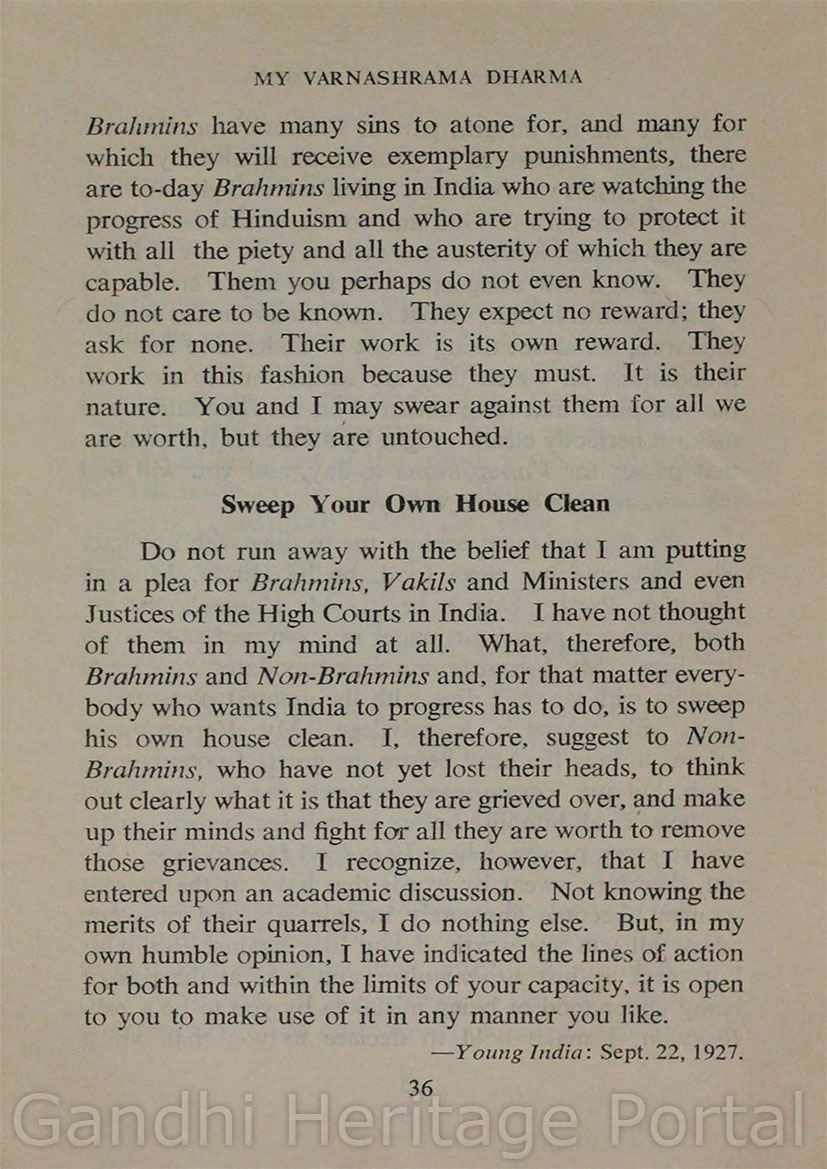 MY VARNASHRAMA DHARMA
Brahmins have many sins to atone for, and many for
which they will receive exemplary punishments, there
are to-day Brahmins living in India who are watching the
progress of Hinduism and who are trying to protect it
with all the piety and all the austerity of which they are
capable. Them you perhaps do not even know. They
do not care to be known. They expect no reward; they
ask for none. Their work is its own reward. They
work in this fashion because they must. It is their
nature. You and I may swear against them for all we
are worth, but they are untouched.
Sweep Your Own House Clean
Do not run away with the belief that I am putting
in a plea for Brahmins, Vakils and Ministers and even
Justices of the High Courts in India. I have not thought
of them in my mind at all. What, therefore, both
Brahmins and Non-Brahmins and, for that matter every-
body who wants India to progress has to do, is to sweep
his own house clean. I, therefore, suggest to Non-
Brahmins, who have not yet lost their heads, to think
out clearly what it is that they are grieved over, and make
up their minds and fight for all they are worth to remove
those grievances. I recognize, however, that I have
entered upon an academic discussion. Not knowing the
merits of their quarrels, I do nothing else. But, in my
own humble opinion, I have indicated the lines of action
for both and within the limits of your capacity, it is open
to you to make use of it in any manner you like.
—Young India: Sept. 22, 1927.
36
Gandhi Heritage Portal